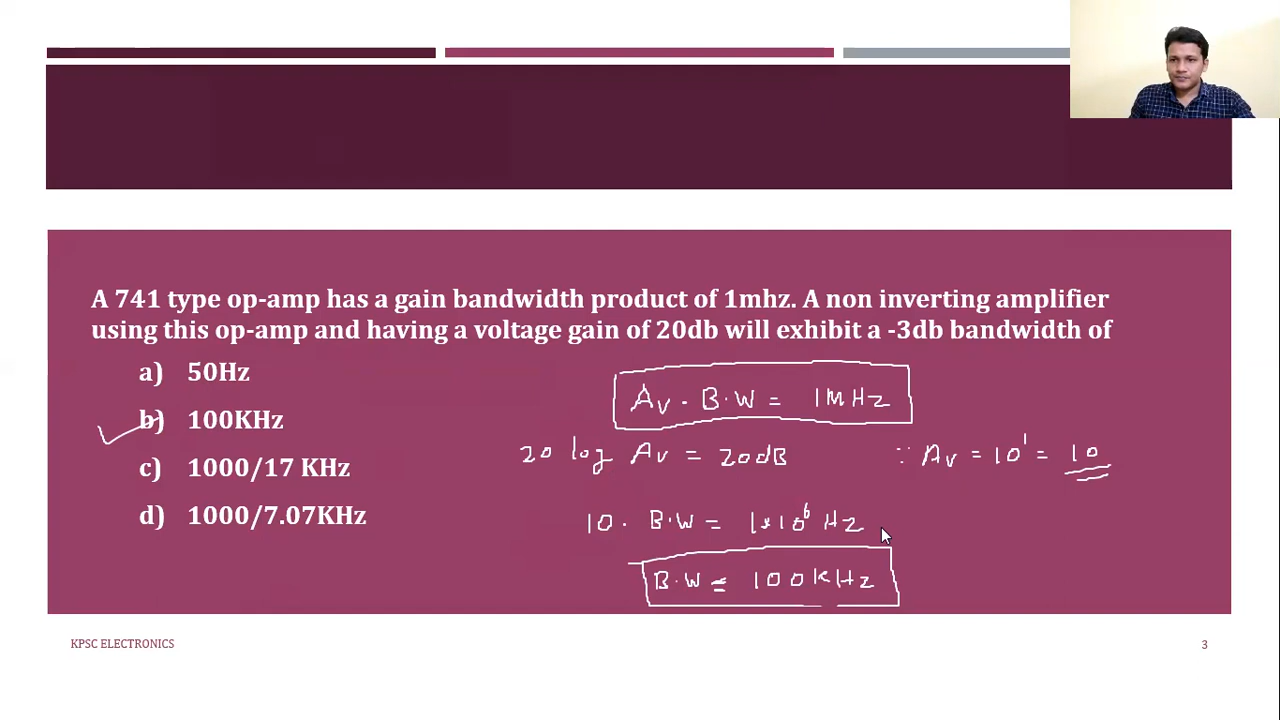 A 741 type op-amp has a gain bandwidth product of 1mhz. A non inverting amplifier
using this op-amp and having a voltage gain of 20db will exhibit a -3db bandwidth of
a) 50Hz
b) 100KHz
c) 1000/17 KHz
d) 1000/7.07KHz
Av . B.W = 1MHz
20 log Av = 20dB ∵ Av = 10¹ = 10
10 . B.W = 1x10⁶ Hz
B.W = 100KHz
KPSC ELECTRONICS
3